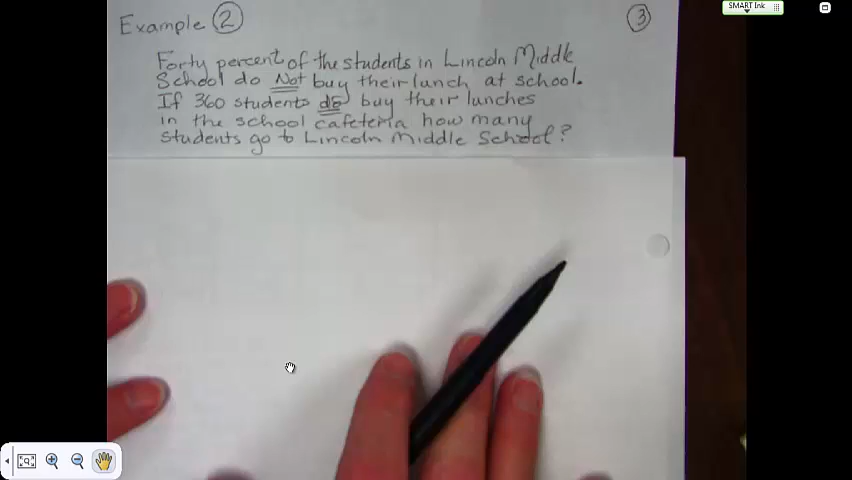 SMART Ink
Example 2
3
Forty percent of the students in Lincoln Middle
School do Not buy their lunch at school.
If 360 students do buy their lunches
in the school cafeteria how many
students go to Lincoln Middle School?